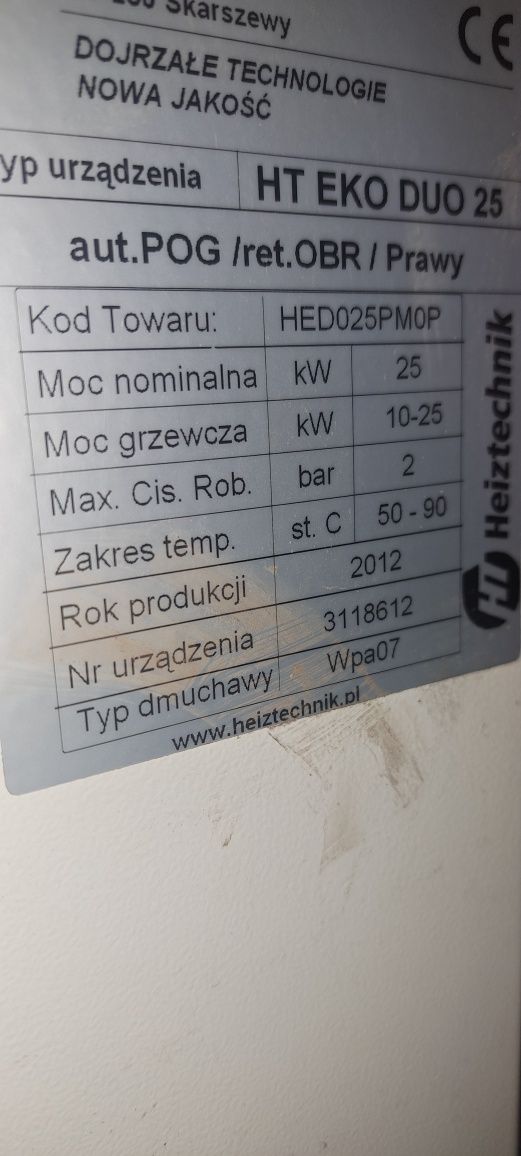 Skarszewy
CE
DOJRZAŁE TECHNOLOGIE
NOWA JAKOŚĆ
yp urządzenia HT EKO DUO 25
aut.POG /ret.OBR / Prawy
Kod Towaru: HED025PM0P
Moc nominalna kW 25
Moc grzewcza kW 10-25
Max. Cis. Rob. bar 2
Zakres temp. st. C 50 - 90
Rok produkcji 2012
Nr urządzenia 3118612
Typ dmuchawy Wpa07
www.heiztechnik.pl
HT Heiztechnik